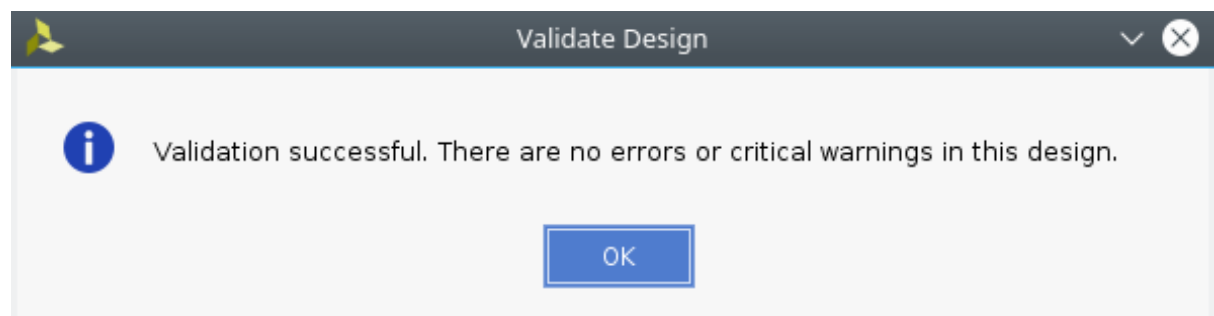 Validate Design
Validation successful. There are no errors or critical warnings in this design.
OK